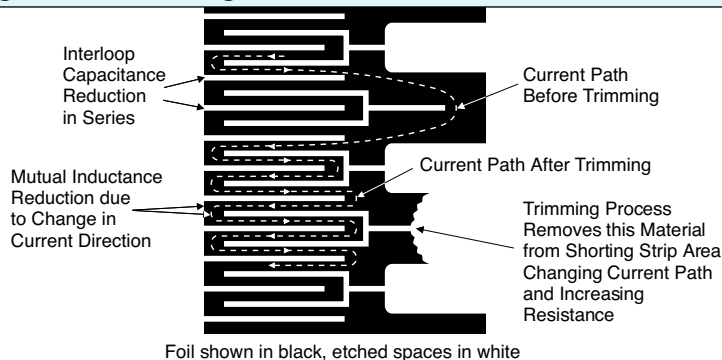 Interloop
Capacitance
Reduction
in Series
Current Path
Before Trimming
Current Path After Trimming
Mutual Inductance
Reduction due
to Change in
Current Direction
Trimming Process
Removes this Material
from Shorting Strip Area
Changing Current Path
and Increasing
Resistance
Foil shown in black, etched spaces in white